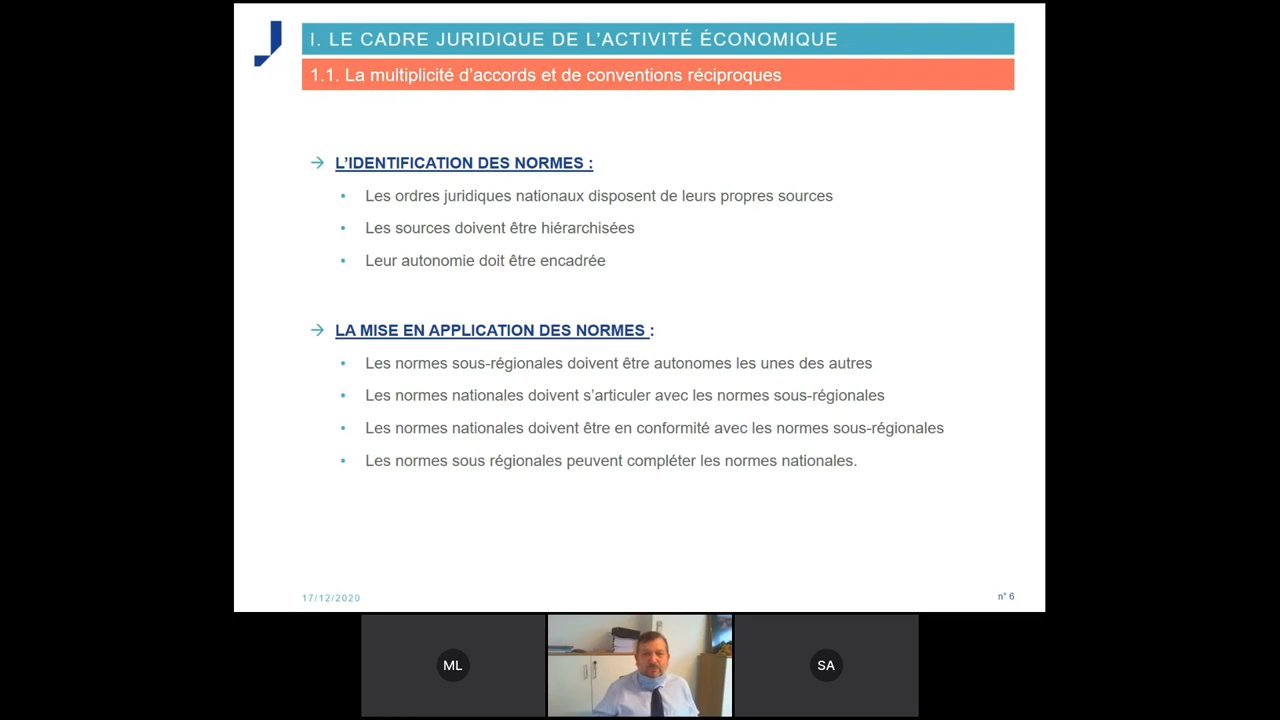 I. LE CADRE JURIDIQUE DE L'ACTIVITÉ ÉCONOMIQUE
1.1. La multiplicité d'accords et de conventions réciproques
→ L'IDENTIFICATION DES NORMES :
• Les ordres juridiques nationaux disposent de leurs propres sources
• Les sources doivent être hiérarchisées
• Leur autonomie doit être encadrée
→ LA MISE EN APPLICATION DES NORMES :
• Les normes sous-régionales doivent être autonomes les unes des autres
• Les normes nationales doivent s'articuler avec les normes sous-régionales
• Les normes nationales doivent être en conformité avec les normes sous-régionales
• Les normes sous régionales peuvent compléter les normes nationales.
17/12/2020
n° 6
ML
SA